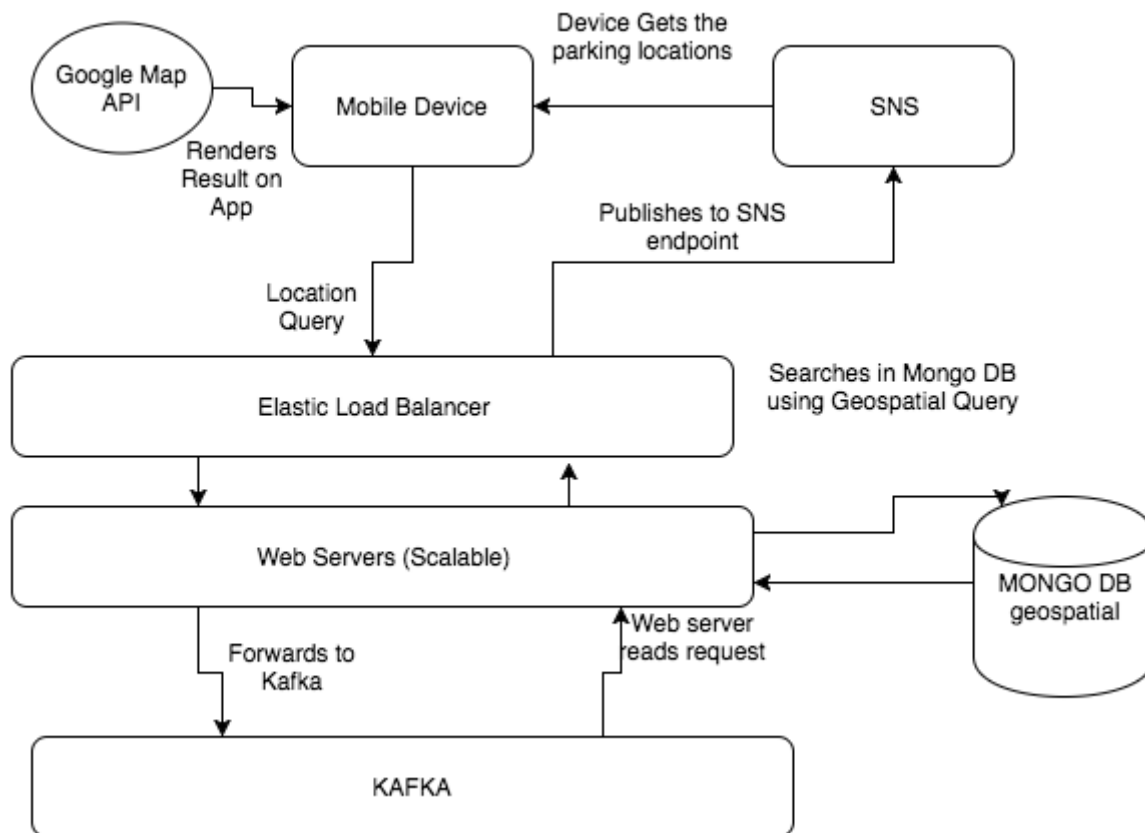 Device Gets the
parking locations
Google Map
API
Mobile Device
SNS
Renders
Result on
App
Publishes to SNS
endpoint
Location
Query
Searches in Mongo DB
using Geospatial Query
Elastic Load Balancer
Web Servers (Scalable)
MONGO DB
geospatial
Web server
reads request
Forwards to
Kafka
KAFKA